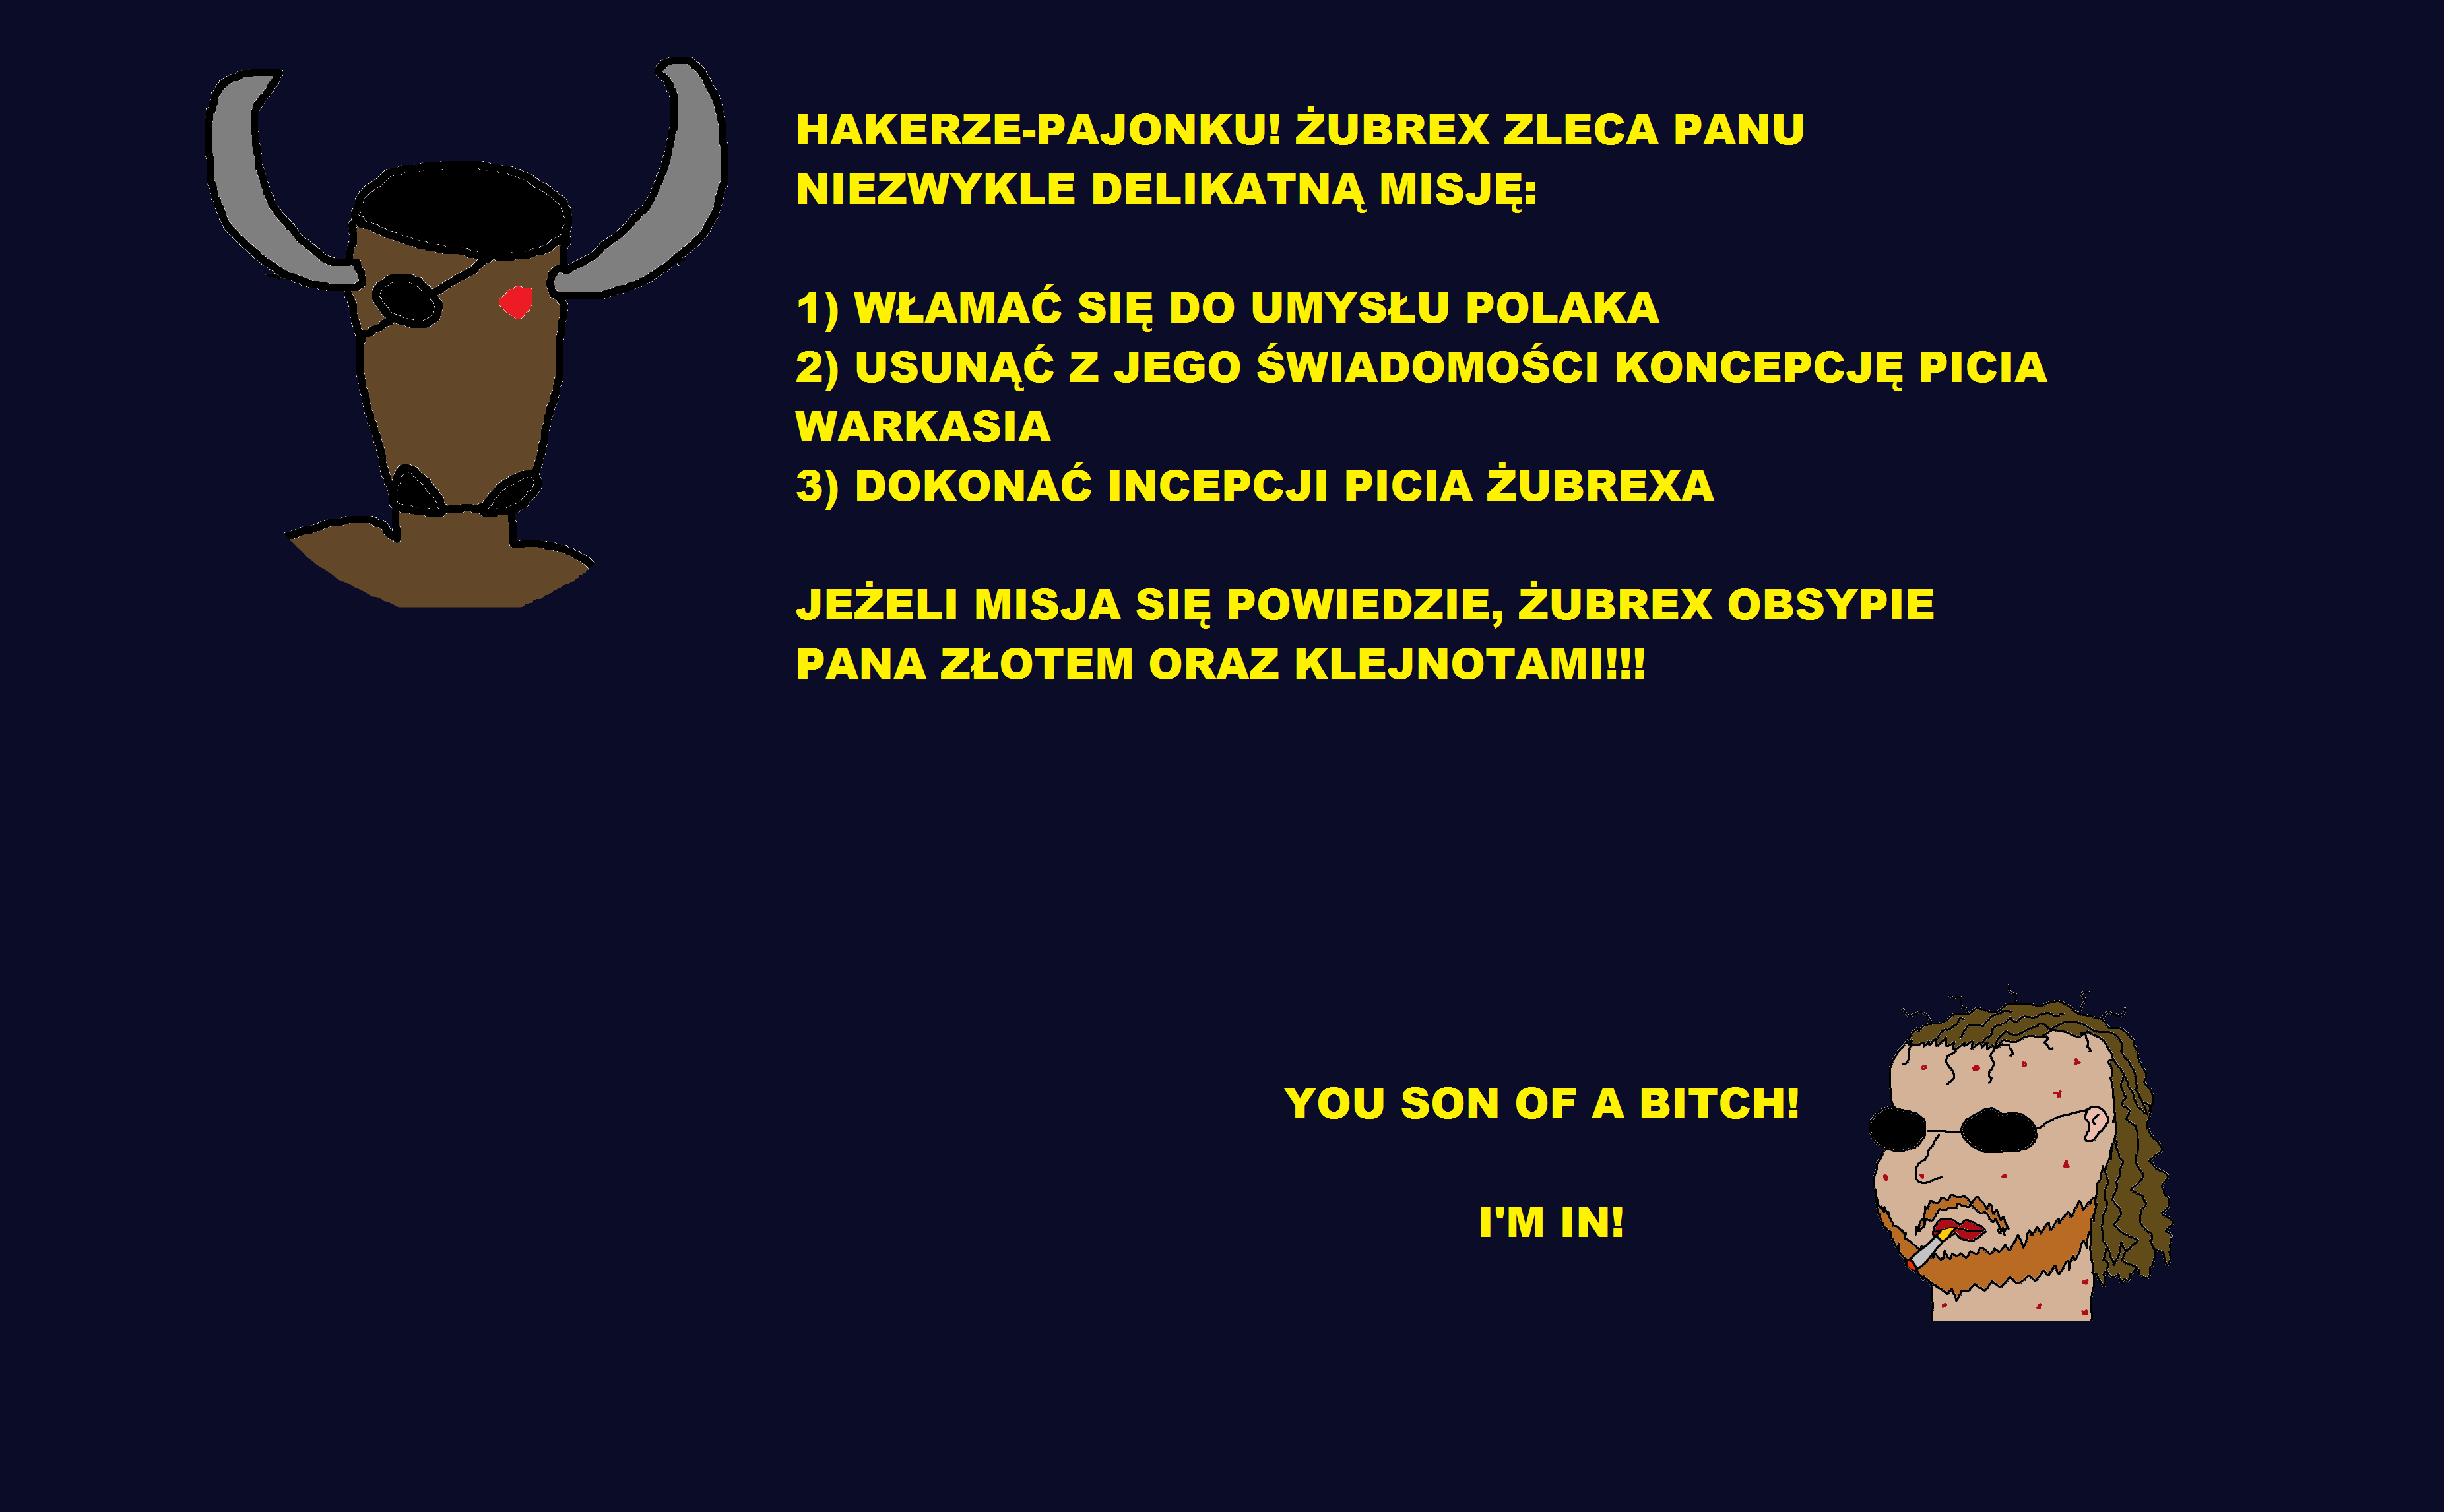 HAKERZE-PAJONKU! ŻUBREX ZLECA PANU
NIEZWYKLE DELIKATNĄ MISJĘ:
1) WŁAMAĆ SIĘ DO UMYSŁU POLAKA
2) USUNĄĆ Z JEGO ŚWIADOMOŚCI KONCEPCJĘ PICIA
WARKASIA
3) DOKONAĆ INCEPCJI PICIA ŻUBREXA
JEŻELI MISJA SIĘ POWIEDZIE, ŻUBREX OBSYPIE
PANA ZŁOTEM ORAZ KLEJNOTAMI!!!
YOU SON OF A BITCH!
I'M IN!